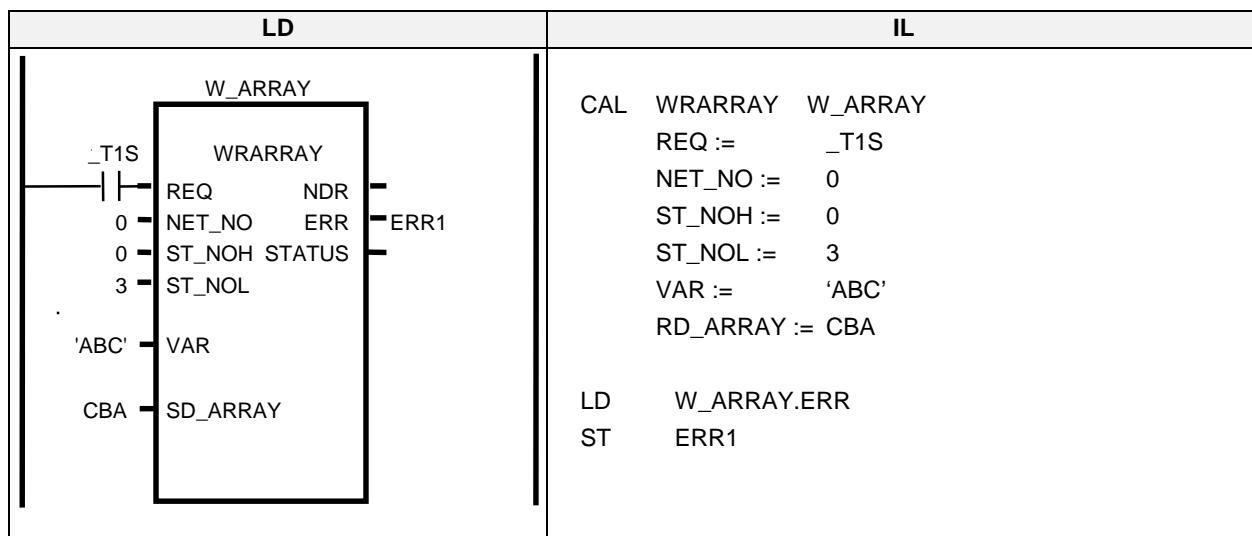 LD
IL
W_ARRAY
_T1S WRARRAY
REQ NDR
0 NET_NO ERR ERR1
0 ST_NOH STATUS
3 ST_NOL
.
'ABC' VAR
CBA SD_ARRAY
CAL WRARRAY W_ARRAY
REQ := _T1S
NET_NO := 0
ST_NOH := 0
ST_NOL := 3
VAR := ‘ABC’
RD_ARRAY := CBA
LD W_ARRAY.ERR
ST ERR1